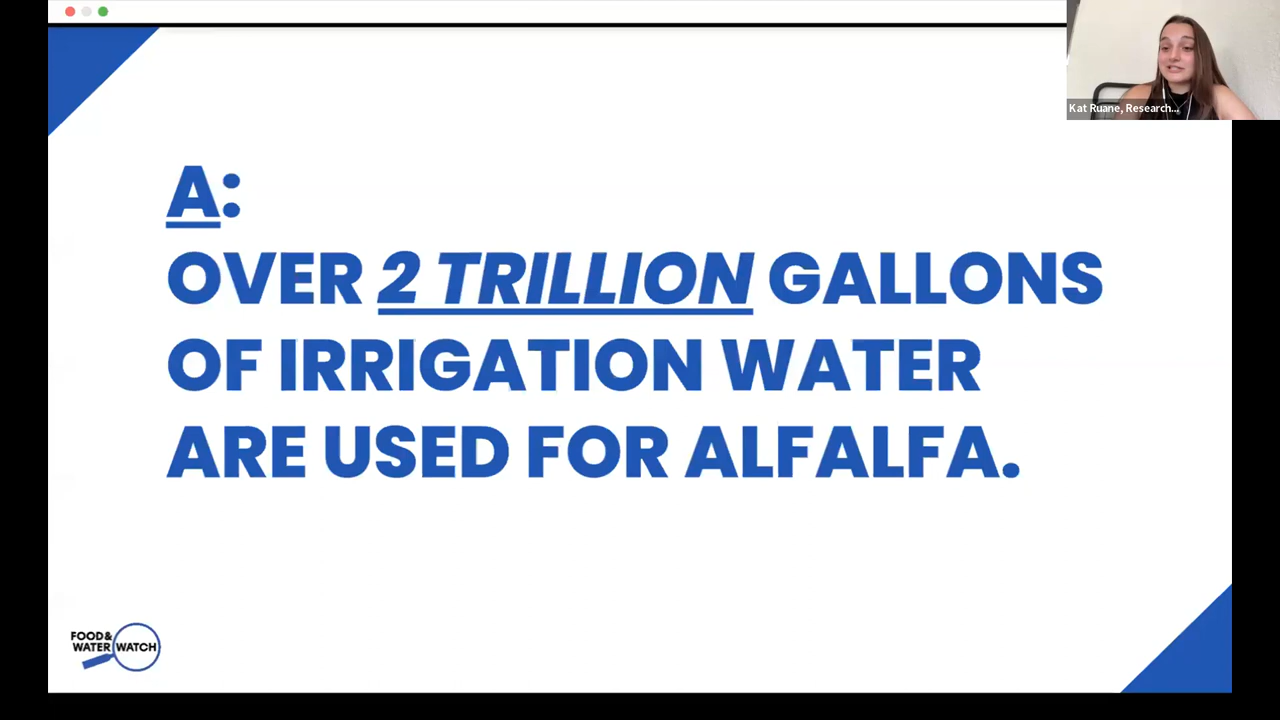 Kat Ruane, Research...
A:
OVER 2 TRILLION GALLONS
OF IRRIGATION WATER
ARE USED FOR ALFALFA.
FOOD&
WATER WATCH